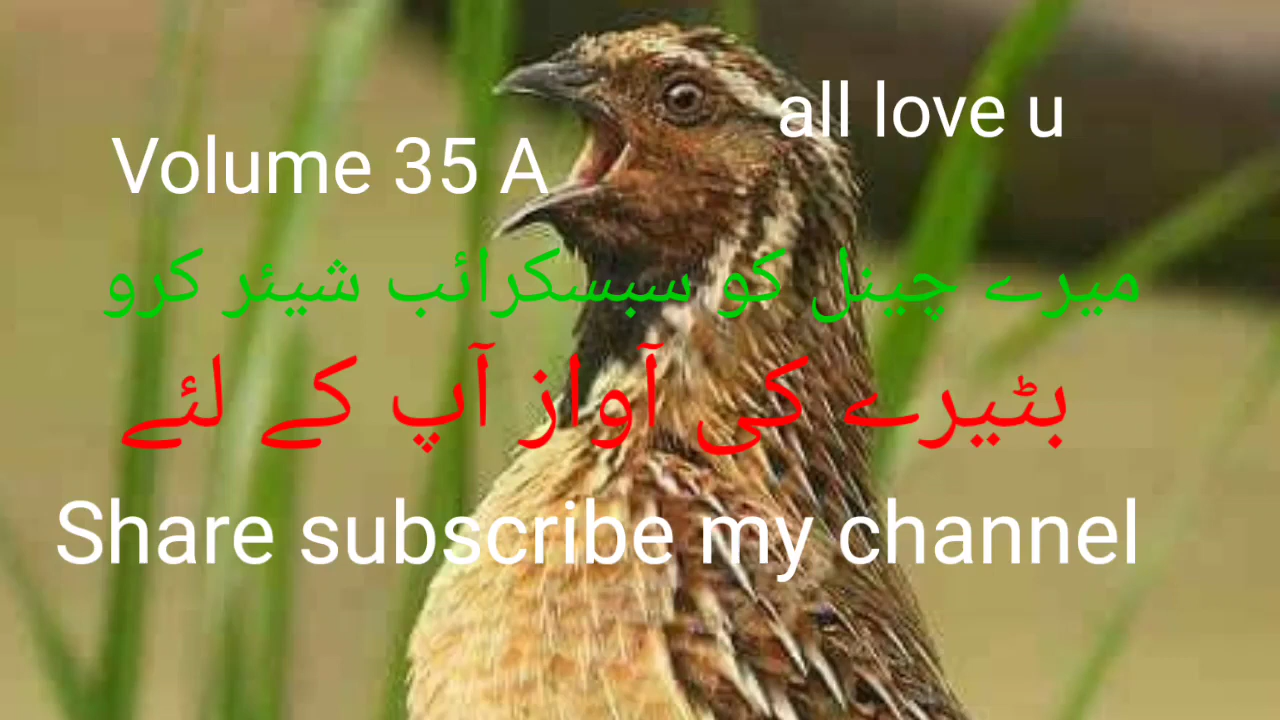 all love u
Volume 35 A
میرے چینل کو سبسکرائب شیئر کرو
بٹیرے کی آواز آپ کے لئے
Share subscribe my channel